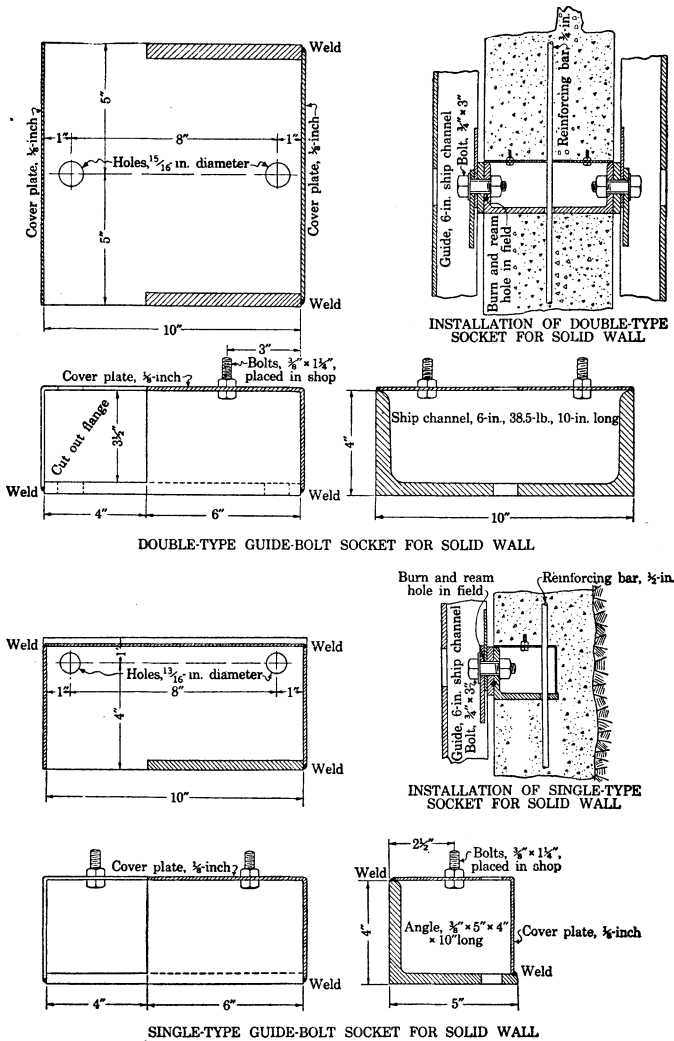 Weld
Cover plate, ⅛-inch
5″
1″
8″
1″
Holes, 15/16 in. diameter
Cover plate, ⅛-inch
5″
Weld
10″
Guide, 6-in. ship channel
Bolt, ¾″ × 3″
Reinforcing bar, ½-in.
Burn and ream
hole in field
INSTALLATION OF DOUBLE-TYPE
SOCKET FOR SOLID WALL
3″
Bolts, ⅜″ × 1¼″,
placed in shop
Cover plate, ⅛-inch
Cut out flange
3½″
Weld
Weld
4″
6″
4″
Ship channel, 6-in., 38.5-lb., 10-in. long
10″
DOUBLE-TYPE GUIDE-BOLT SOCKET FOR SOLID WALL
Weld
Weld
1″
1″
8″
1″
Holes, 13/16 in. diameter
4″
Weld
10″
Burn and ream
hole in field
Reinforcing bar, ½-in.
Guide, 6-in. ship channel
Bolt, ¾″ × 3″
INSTALLATION OF SINGLE-TYPE
SOCKET FOR SOLID WALL
Cover plate, ⅛-inch
Weld
4″
6″
2½″
Bolts, ⅜″ × 1¼″,
placed in shop
Weld
4″
Angle, ⅜″ × 5″ × 4″
× 10″ long
Cover plate, ⅛-inch
Weld
5″
SINGLE-TYPE GUIDE-BOLT SOCKET FOR SOLID WALL